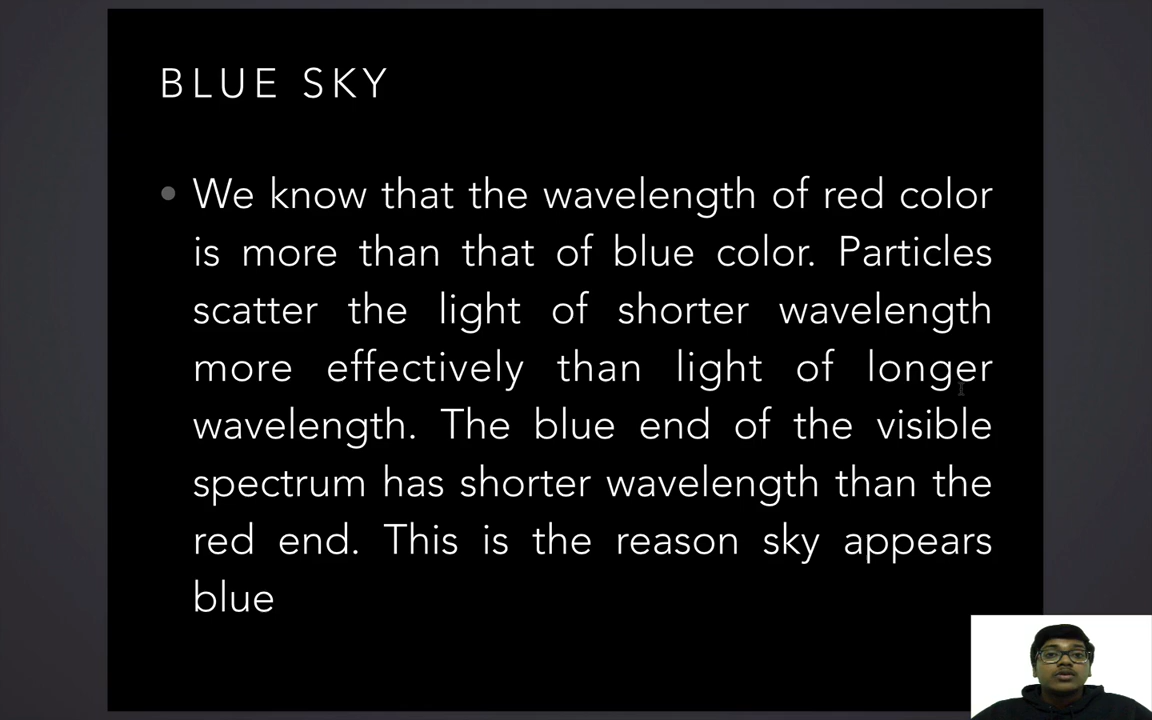 BLUE SKY
We know that the wavelength of red color
is more than that of blue color. Particles
scatter the light of shorter wavelength
more effectively than light of longer
wavelength. The blue end of the visible
spectrum has shorter wavelength than the
red end. This is the reason sky appears
blue